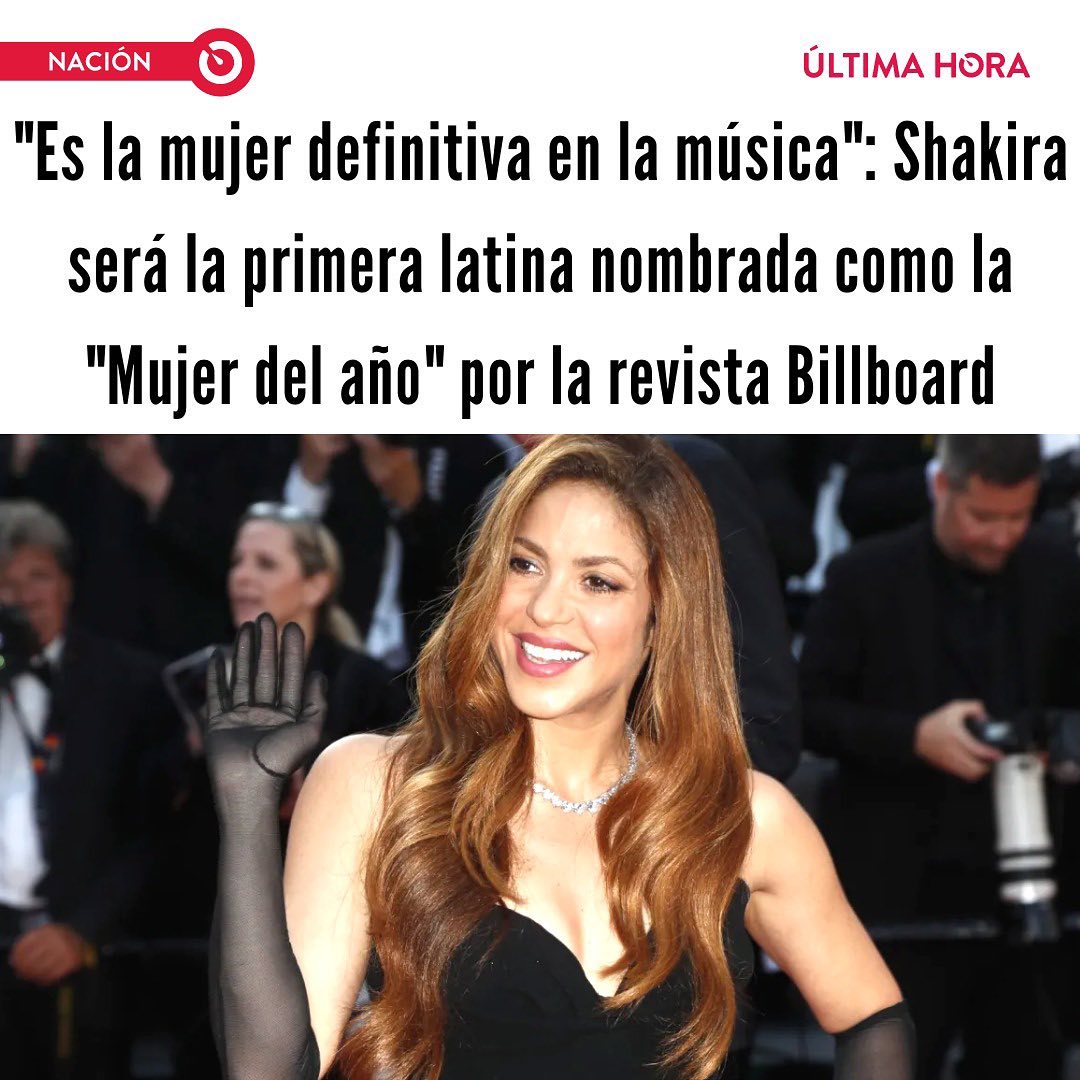 NACIÓN
ÚLTIMA HORA
"Es la mujer definitiva en la música": Shakira
será la primera latina nombrada como la
"Mujer del año" por la revista Billboard